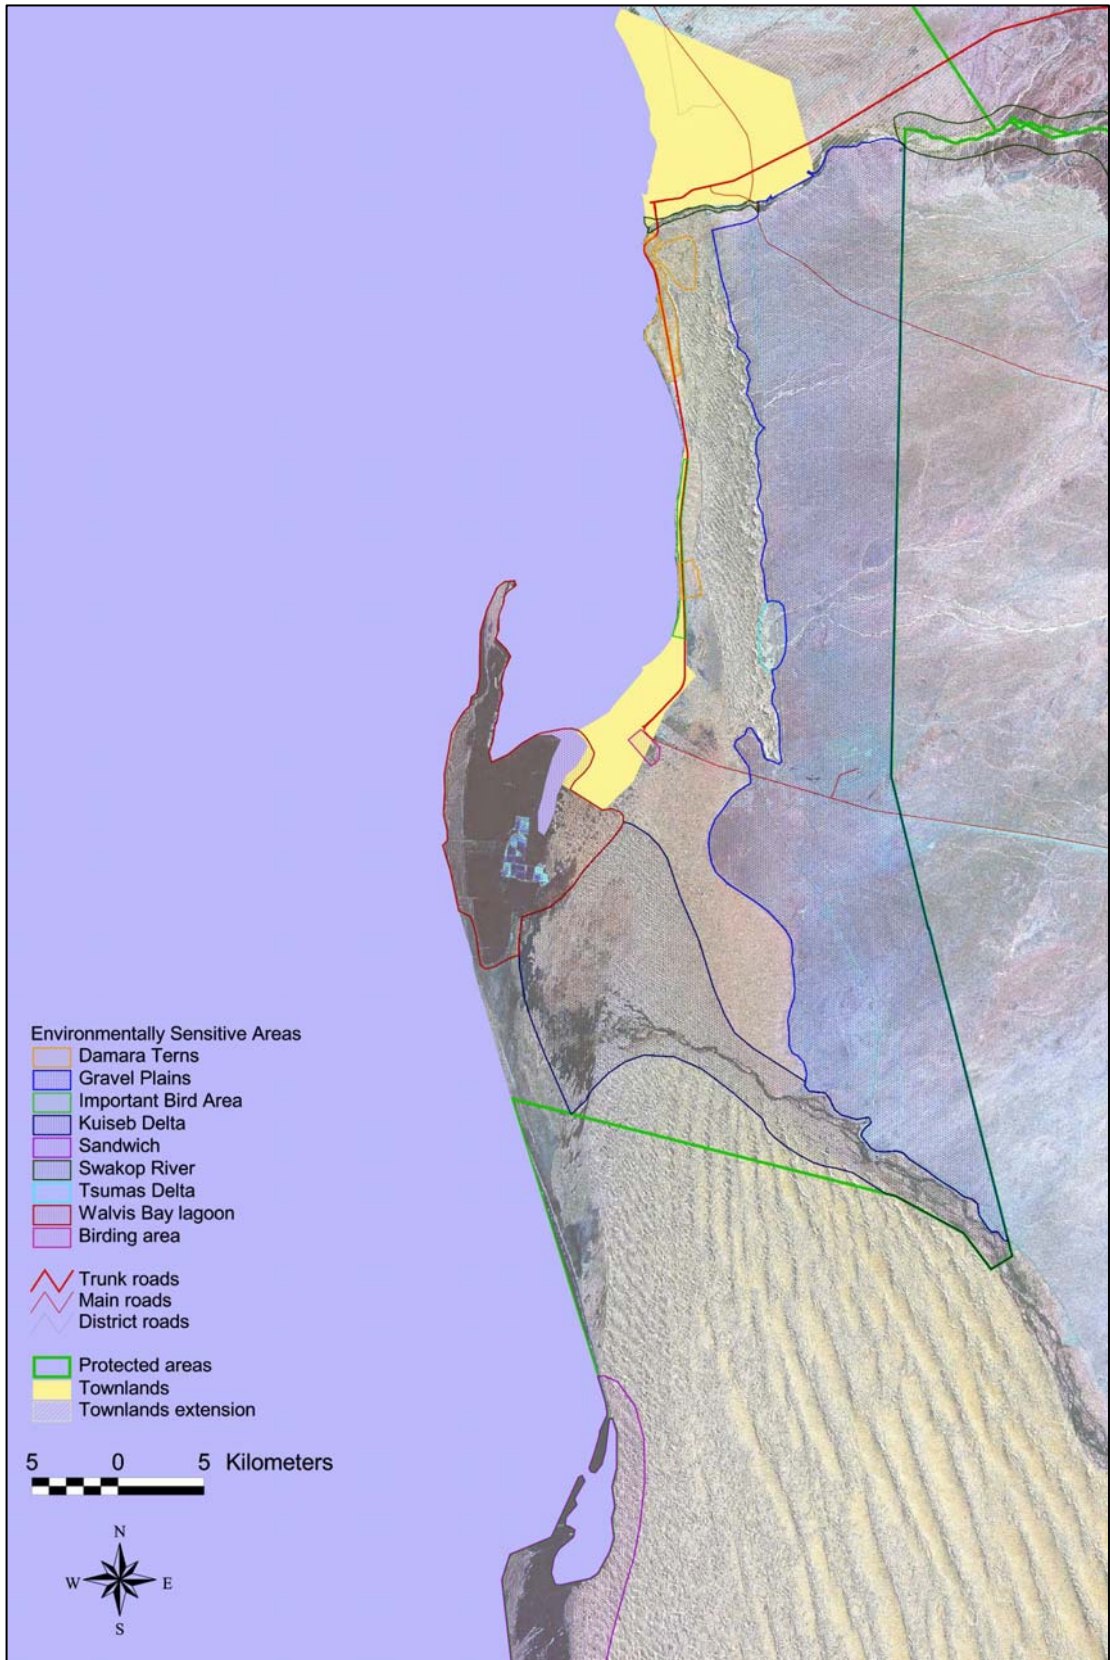 Environmentally Sensitive Areas
Damara Terns
Gravel Plains
Important Bird Area
Kuiseb Delta
Sandwich
Swakop River
Tsumas Delta
Walvis Bay lagoon
Birding area
Trunk roads
Main roads
District roads
Protected areas
Townlands
Townlands extension
5 0 5 Kilometers
N
W E
S